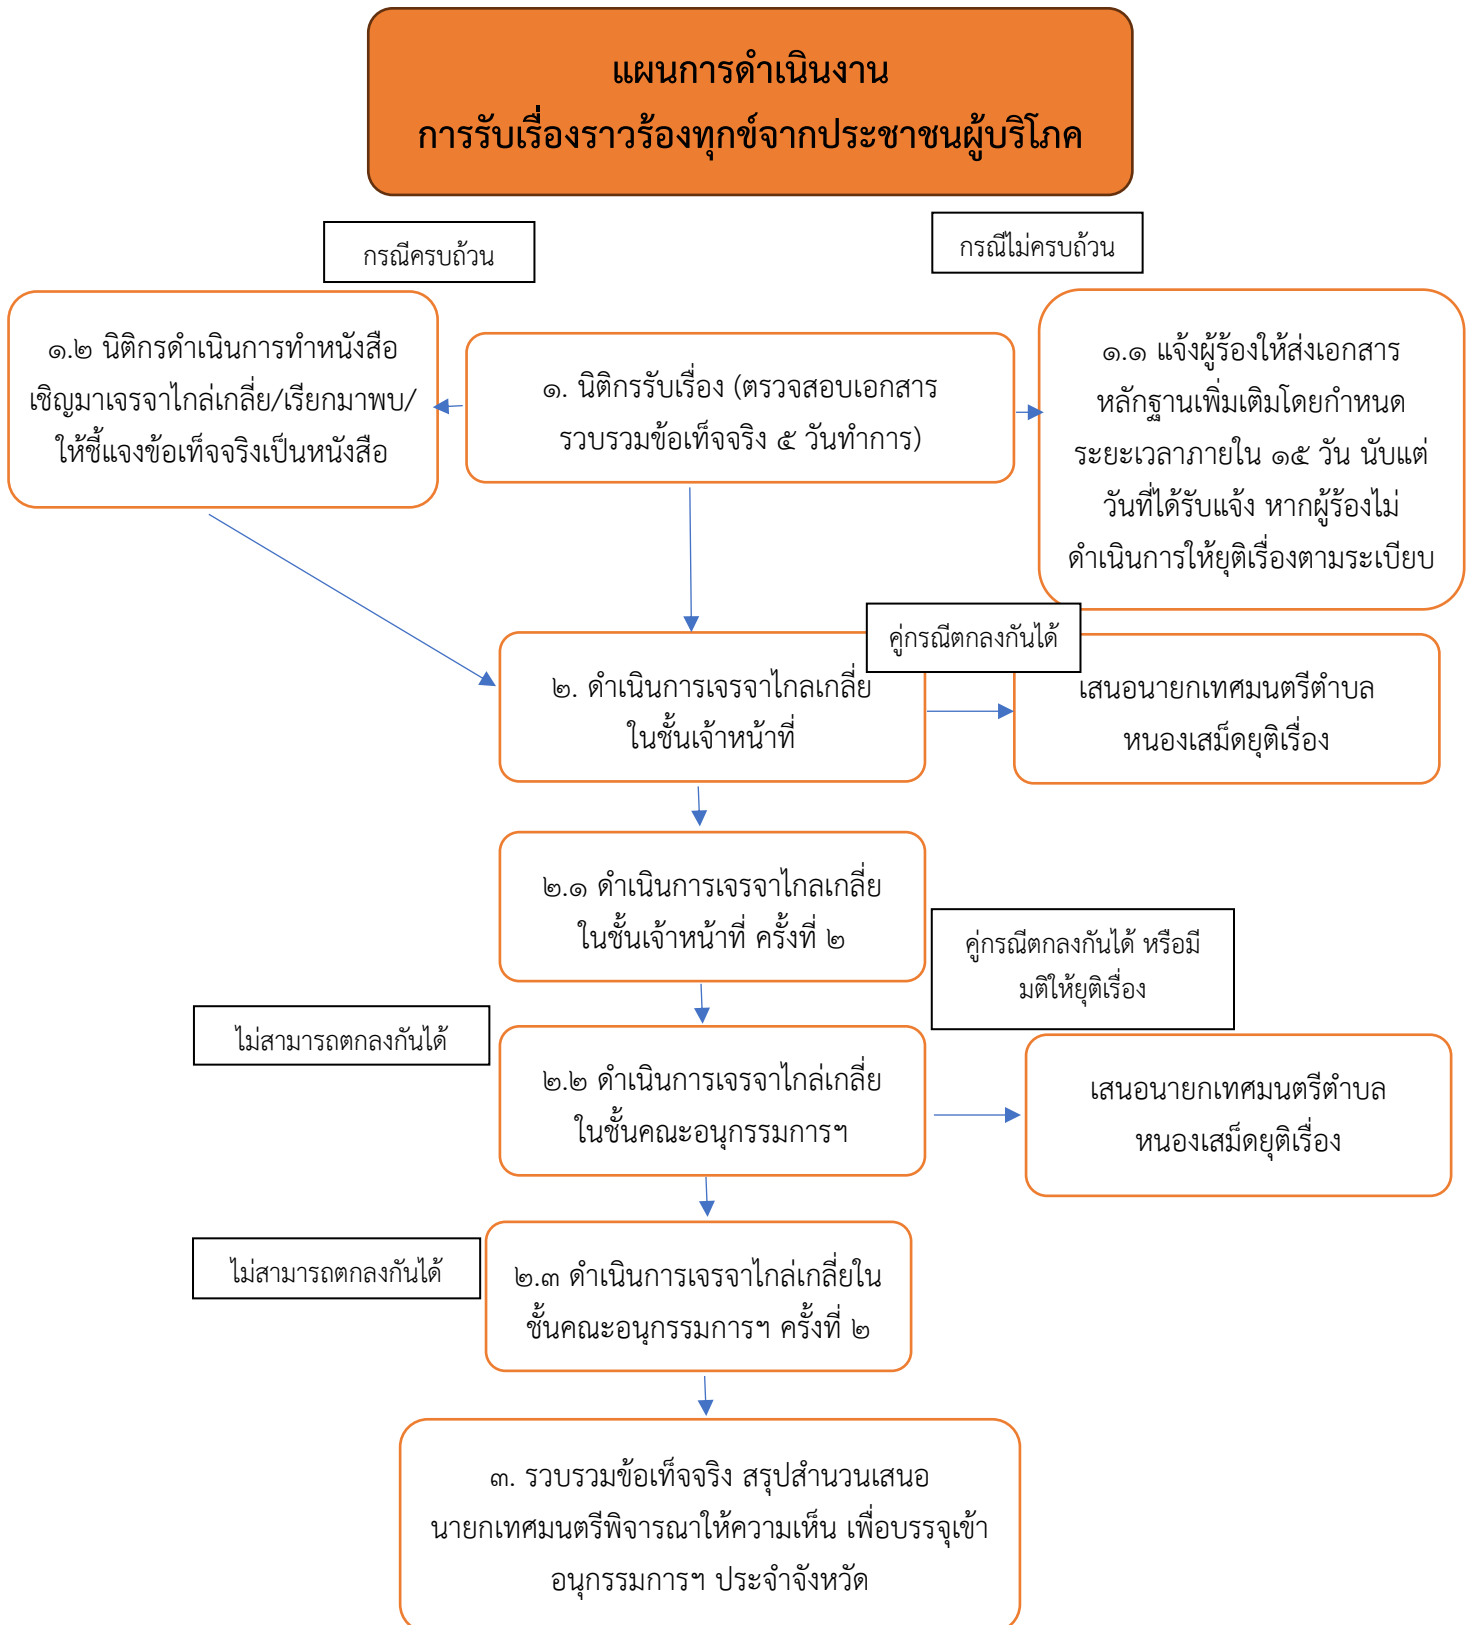 แผนการดำเนินงาน
การรับเรื่องราวร้องทุกข์จากประชาชนผู้บริโภค
กรณีครบถ้วน
กรณีไม่ครบถ้วน
๑.๒ นิติกรดำเนินการทำหนังสือ
เชิญมาเจรจาไกล่เกลี่ย/เรียกมาพบ/
ให้ชี้แจงข้อเท็จจริงเป็นหนังสือ
๑. นิติกรรับเรื่อง (ตรวจสอบเอกสาร
รวบรวมข้อเท็จจริง ๕ วันทำการ)
๑.๑ แจ้งผู้ร้องให้ส่งเอกสาร
หลักฐานเพิ่มเติมโดยกำหนด
ระยะเวลาภายใน ๑๕ วัน นับแต่
วันที่ได้รับแจ้ง หากผู้ร้องไม่
ดำเนินการให้ยุติเรื่องตามระเบียบ
คู่กรณีตกลงกันได้
๒. ดำเนินการเจรจาไกลเกลี่ย
ในชั้นเจ้าหน้าที่
เสนอนายกเทศมนตรีตำบล
หนองเสม็ดยุติเรื่อง
๒.๑ ดำเนินการเจรจาไกลเกลี่ย
ในชั้นเจ้าหน้าที่ ครั้งที่ ๒
คู่กรณีตกลงกันได้ หรือมี
มติให้ยุติเรื่อง
ไม่สามารถตกลงกันได้
๒.๒ ดำเนินการเจรจาไกล่เกลี่ย
ในชั้นคณะอนุกรรมการฯ
เสนอนายกเทศมนตรีตำบล
หนองเสม็ดยุติเรื่อง
ไม่สามารถตกลงกันได้
๒.๓ ดำเนินการเจรจาไกล่เกลี่ยใน
ชั้นคณะอนุกรรมการฯ ครั้งที่ ๒
๓. รวบรวมข้อเท็จจริง สรุปสำนวนเสนอ
นายกเทศมนตรีพิจารณาให้ความเห็น เพื่อบรรจุเข้า
อนุกรรมการฯ ประจำจังหวัด